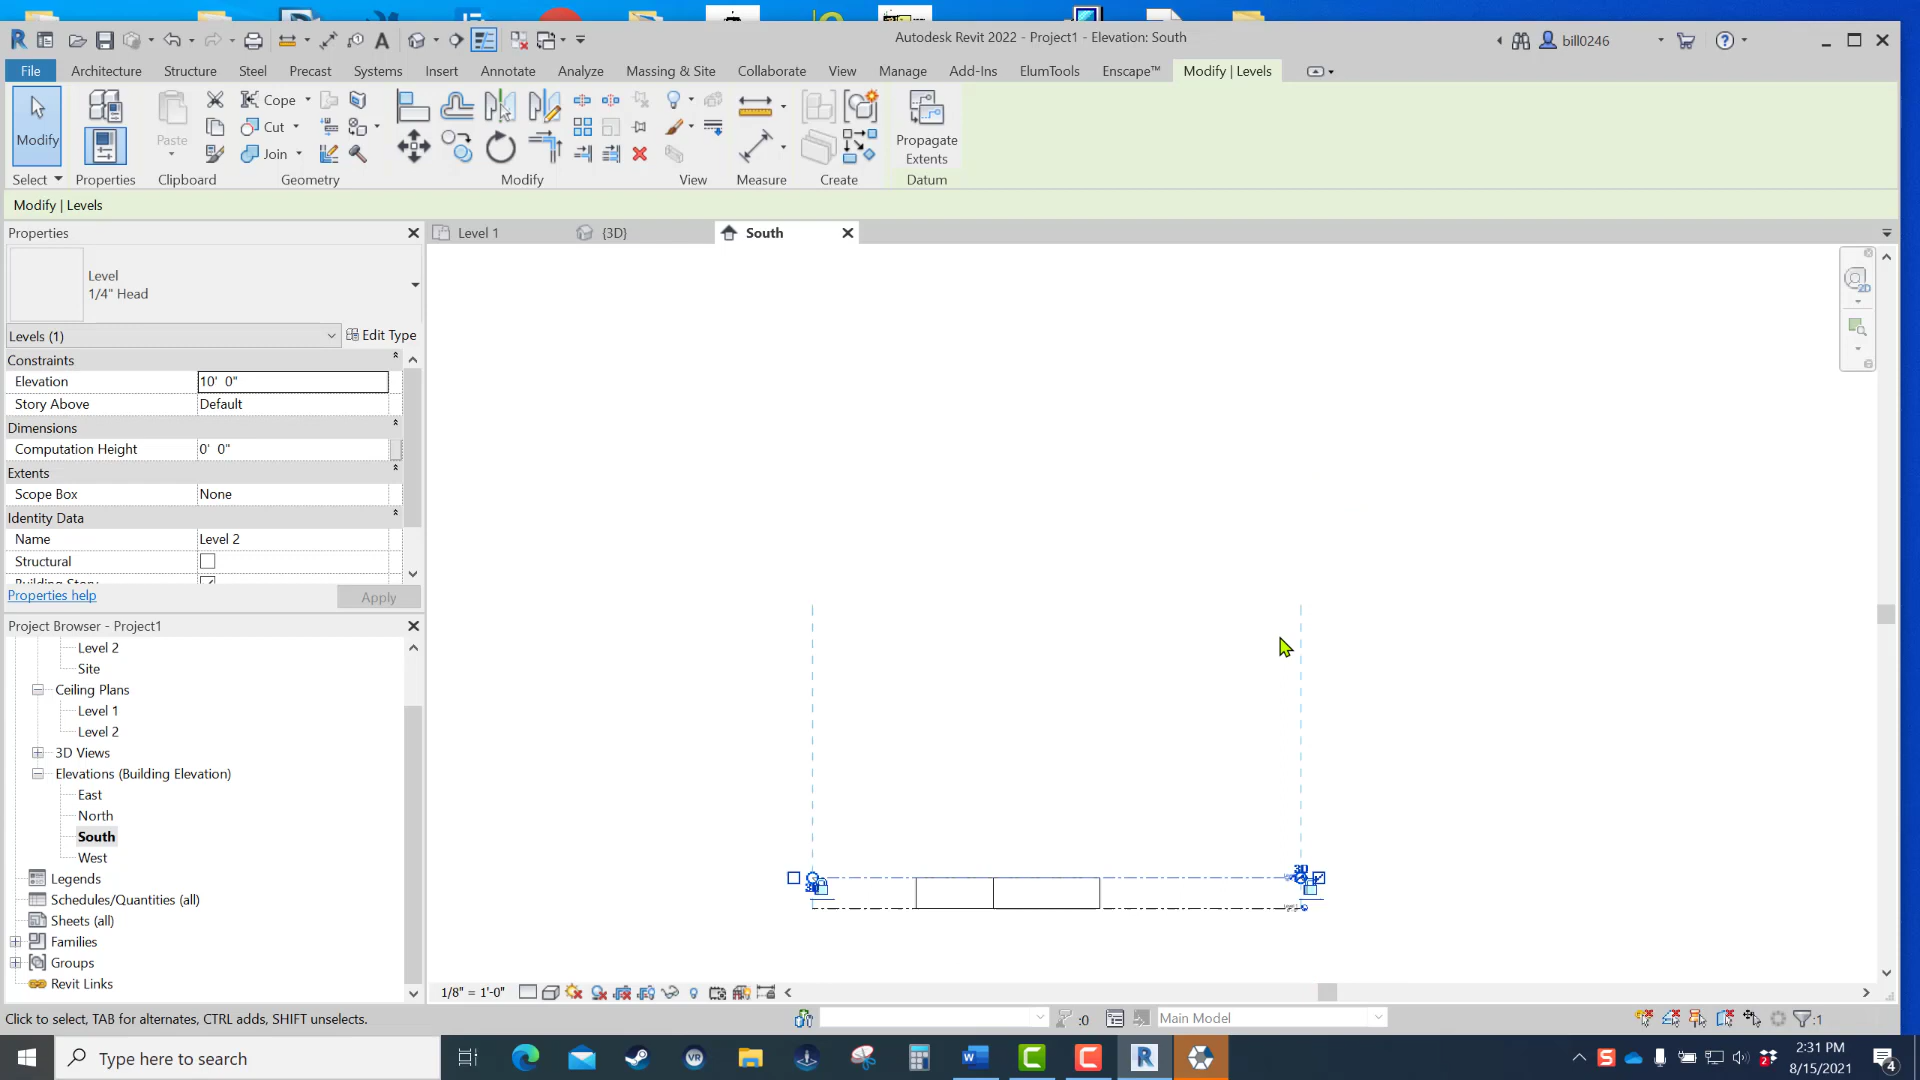 Autodesk Revit 2022 - Project1 - Elevation: South
bill0246
File
Architecture
Structure
Steel
Precast
Systems
Insert
Annotate
Analyze
Massing & Site
Collaborate
View
Manage
Add-Ins
ElumTools
Enscape™
Modify | Levels
Modify
Paste
Cope
Cut
Join
Propagate
Extents
Select
Properties
Clipboard
Geometry
Modify
View
Measure
Create
Datum
Modify | Levels
Properties
Level 1
{3D}
South
Level
1/4" Head
Levels (1)
Edit Type
Constraints
Elevation 10' 0"
Story Above Default
Dimensions
Computation Height 0' 0"
Extents
Scope Box None
Identity Data
Name Level 2
Structural
Building Story
Properties help
Apply
Project Browser - Project1
Level 2
Site
Ceiling Plans
Level 1
Level 2
3D Views
Elevations (Building Elevation)
East
North
South
West
Legends
Schedules/Quantities (all)
Sheets (all)
Families
Groups
Revit Links
2D
3D
3D
1/8" = 1'-0"
Click to select, TAB for alternates, CTRL adds, SHIFT unselects.
:0
Main Model
:1
Type here to search
2:31 PM
8/15/2021
4